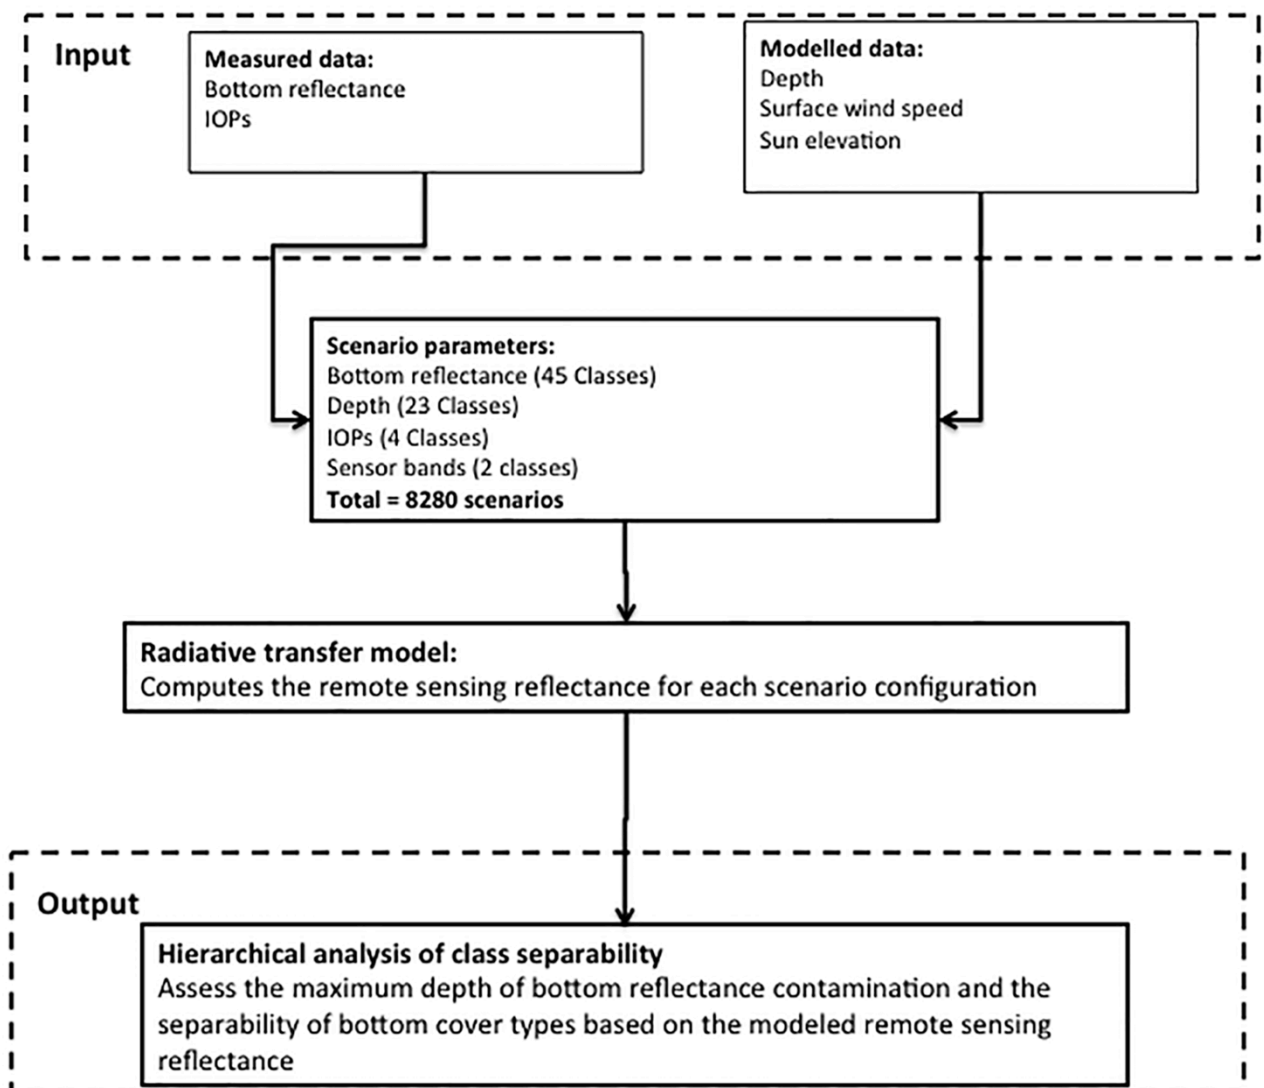 Input
Measured data:
Bottom reflectance
IOPs
Modelled data:
Depth
Surface wind speed
Sun elevation
Scenario parameters:
Bottom reflectance (45 Classes)
Depth (23 Classes)
IOPs (4 Classes)
Sensor bands (2 classes)
Total = 8280 scenarios
Radiative transfer model:
Computes the remote sensing reflectance for each scenario configuration
Output
Hierarchical analysis of class separability
Assess the maximum depth of bottom reflectance contamination and the
separability of bottom cover types based on the modeled remote sensing
reflectance